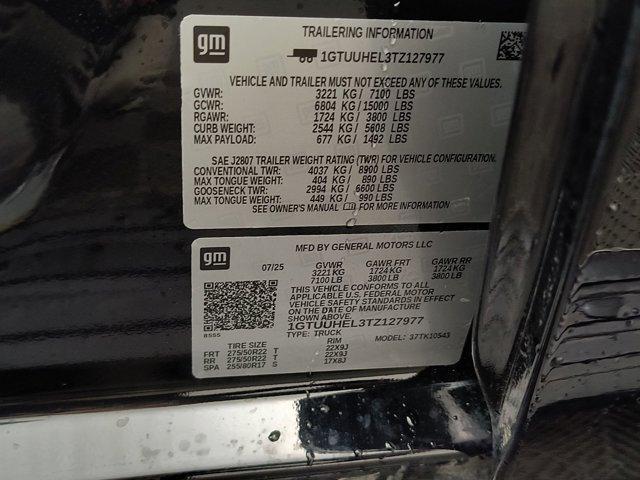 gm
TRAILERING INFORMATION
1GTUUHEL3TZ127977
VEHICLE AND TRAILER MUST NOT EXCEED ANY OF THESE VALUES.
GVWR: 3221 KG / 7100 LBS
GCWR: 6804 KG / 15000 LBS
RGAWR: 1724 KG / 3800 LBS
CURB WEIGHT: 2544 KG / 5608 LBS
MAX PAYLOAD: 677 KG / 1492 LBS
SAE J2807 TRAILER WEIGHT RATING (TWR) FOR VEHICLE CONFIGURATION.
CONVENTIONAL TWR: 4037 KG / 8900 LBS
MAX TONGUE WEIGHT: 404 KG / 890 LBS
GOOSENECK TWR: 2994 KG / 6600 LBS
MAX TONGUE WEIGHT: 449 KG / 990 LBS
SEE OWNER'S MANUAL FOR MORE INFORMATION
gm
MFD BY GENERAL MOTORS LLC
07/25 GVWR GAWR FRT GAWR RR
3221 KG 1724 KG 1724 KG
7100 LB 3800 LB 3800 LB
THIS VEHICLE CONFORMS TO ALL
APPLICABLE U.S. FEDERAL MOTOR
VEHICLE SAFETY STANDARDS IN EFFECT
ON THE DATE OF MANUFACTURE
SHOWN ABOVE.
1GTUUHEL3TZ127977
TYPE: TRUCK MODEL: 37TK10543
TIRE SIZE RIM
FRT 275/50R22 T 22X9J
RR 275/50R22 T 22X9J
SPA 255/80R17 S 17X8J